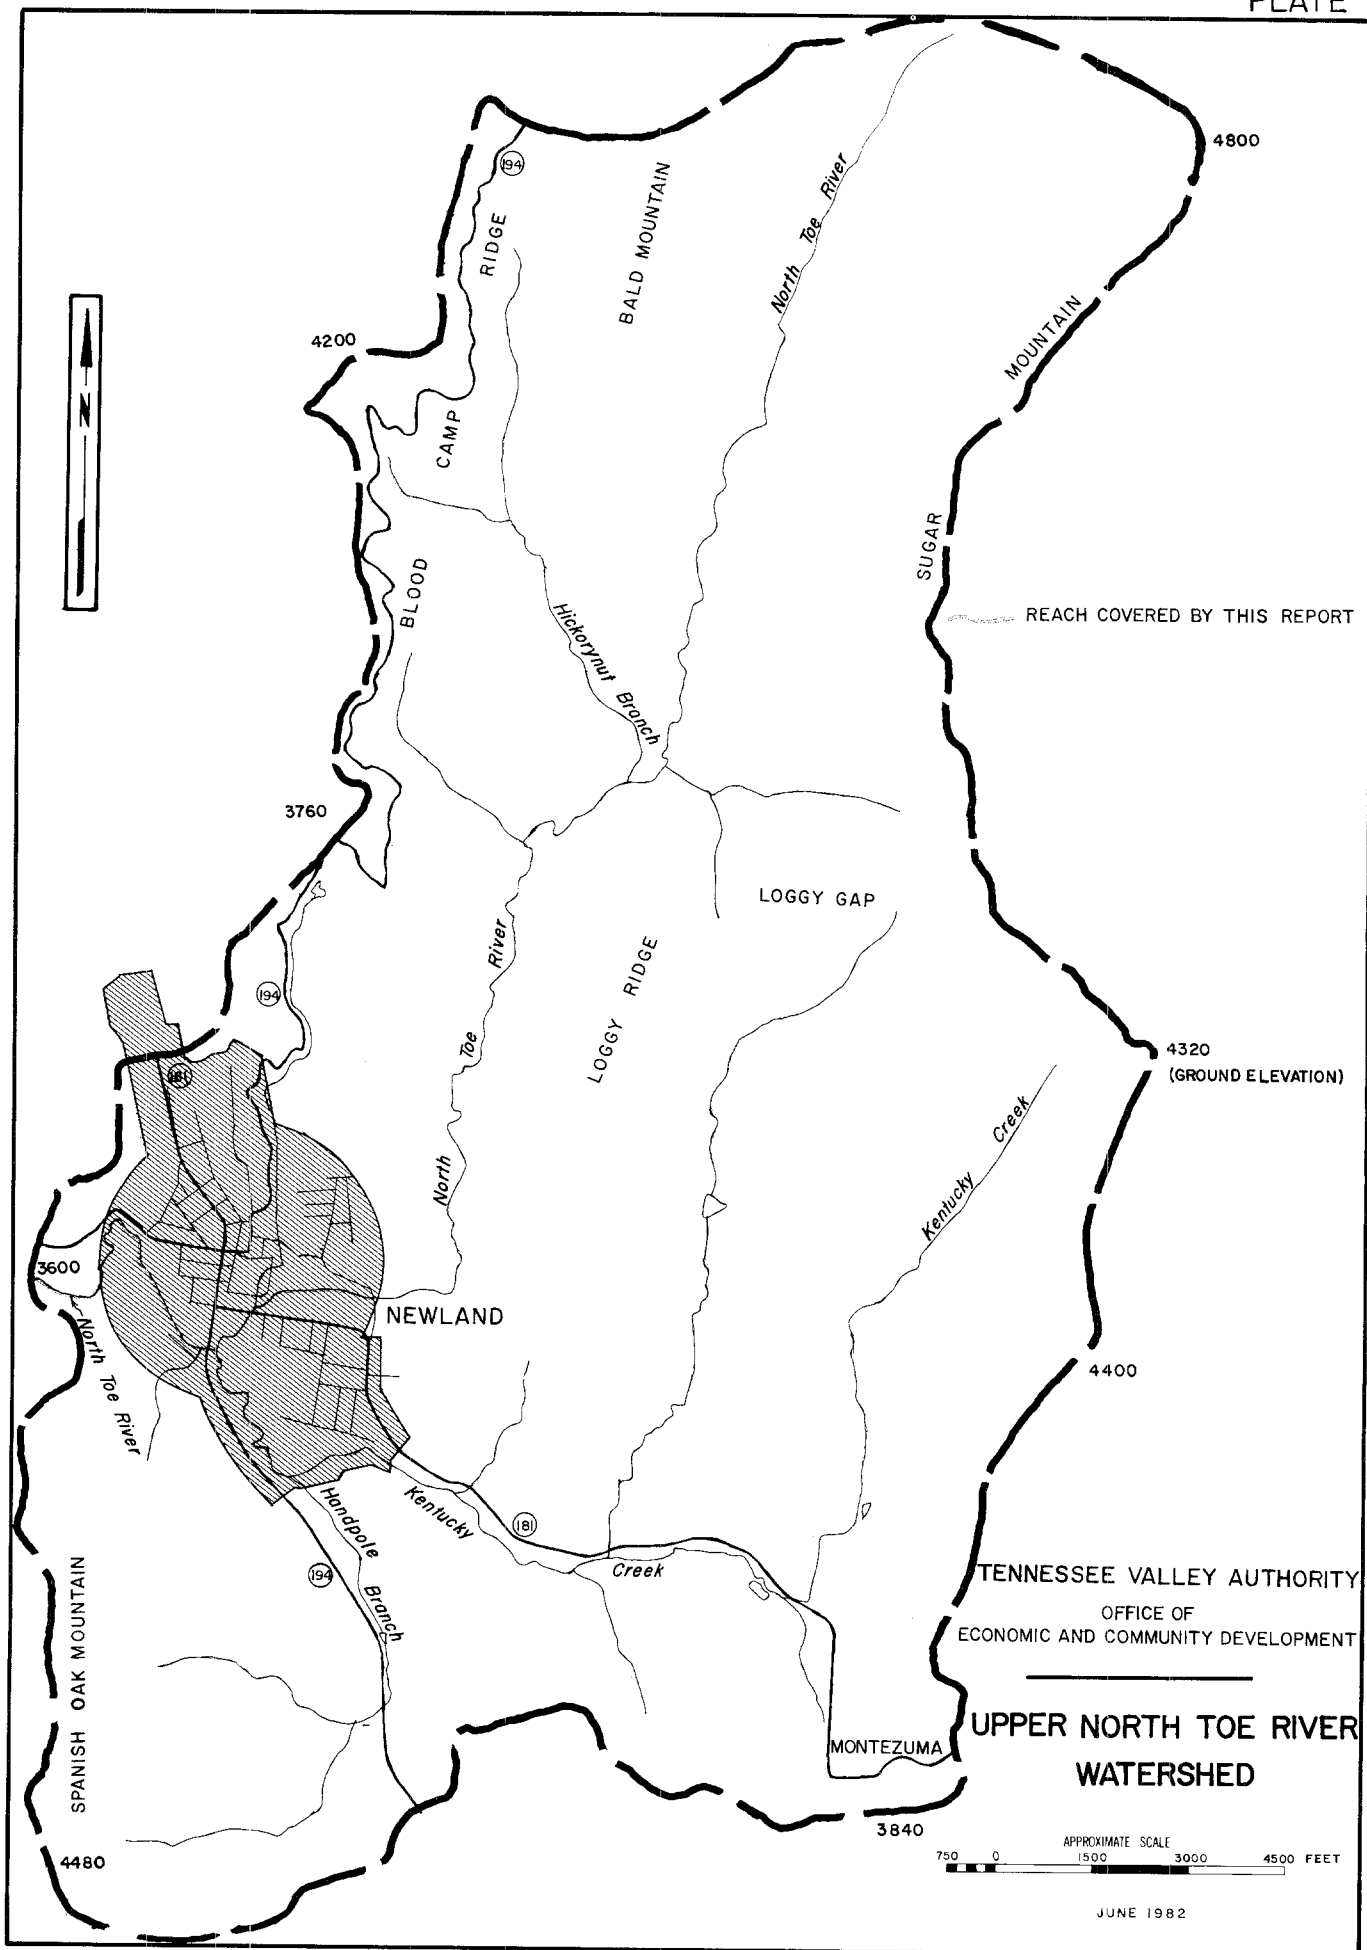 PLATE
4800
194
RIDGE
BALD MOUNTAIN
North Toe River
4200
MOUNTAIN
N
CAMP
SUGAR
BLOOD
Hickorynut Branch
REACH COVERED BY THIS REPORT
3760
LOGGY GAP
North Toe River
LOGGY RIDGE
194
4320
(GROUND ELEVATION)
181
Kentucky Creek
3600
NEWLAND
North Toe River
4400
Handpole Branch
Kentucky Creek
181
194
SPANISH OAK MOUNTAIN
TENNESSEE VALLEY AUTHORITY
OFFICE OF
ECONOMIC AND COMMUNITY DEVELOPMENT
UPPER NORTH TOE RIVER
WATERSHED
MONTEZUMA
3840
4480
APPROXIMATE SCALE
750 0 1500 3000 4500 FEET
JUNE 1982